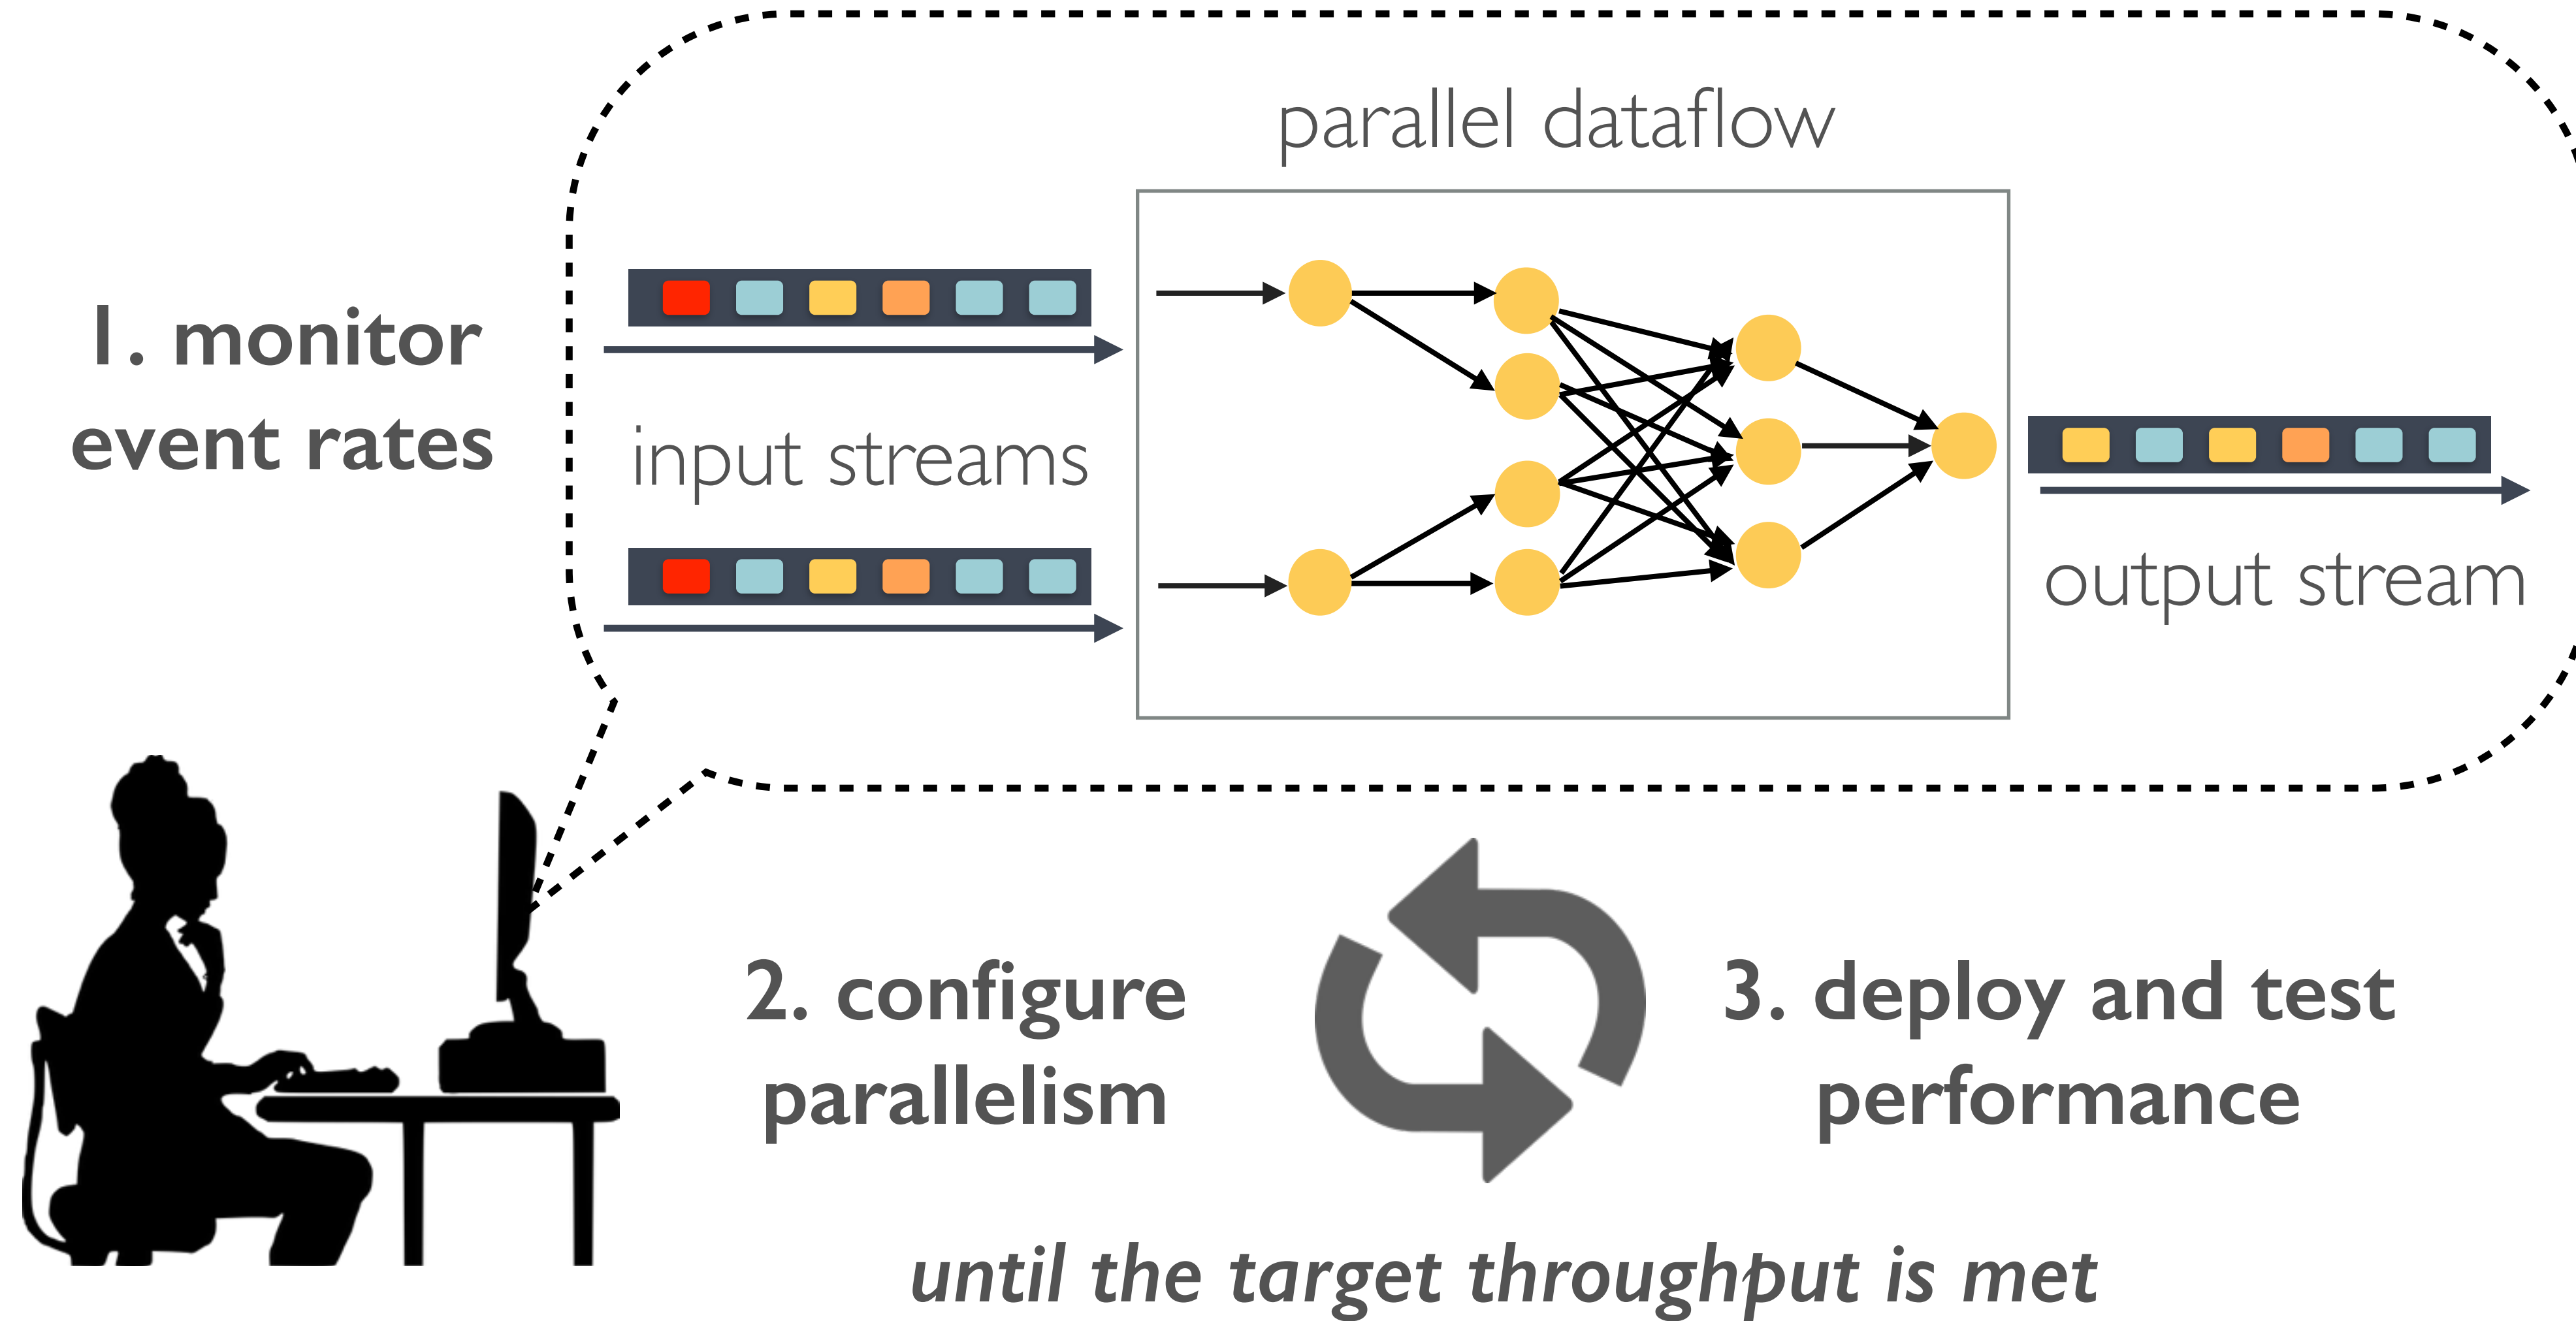 parallel dataflow
1. monitor
event rates
input streams
output stream
2. configure
parallelism
3. deploy and test
performance
until the target throughput is met